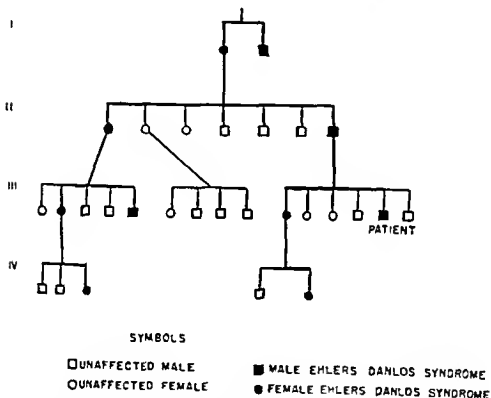 I
II
III
PATIENT
IV
SYMBOLS
UNAFFECTED MALE
MALE EHLERS DANLOS SYNDROME
UNAFFECTED FEMALE
FEMALE EHLERS DANLOS SYNDROME